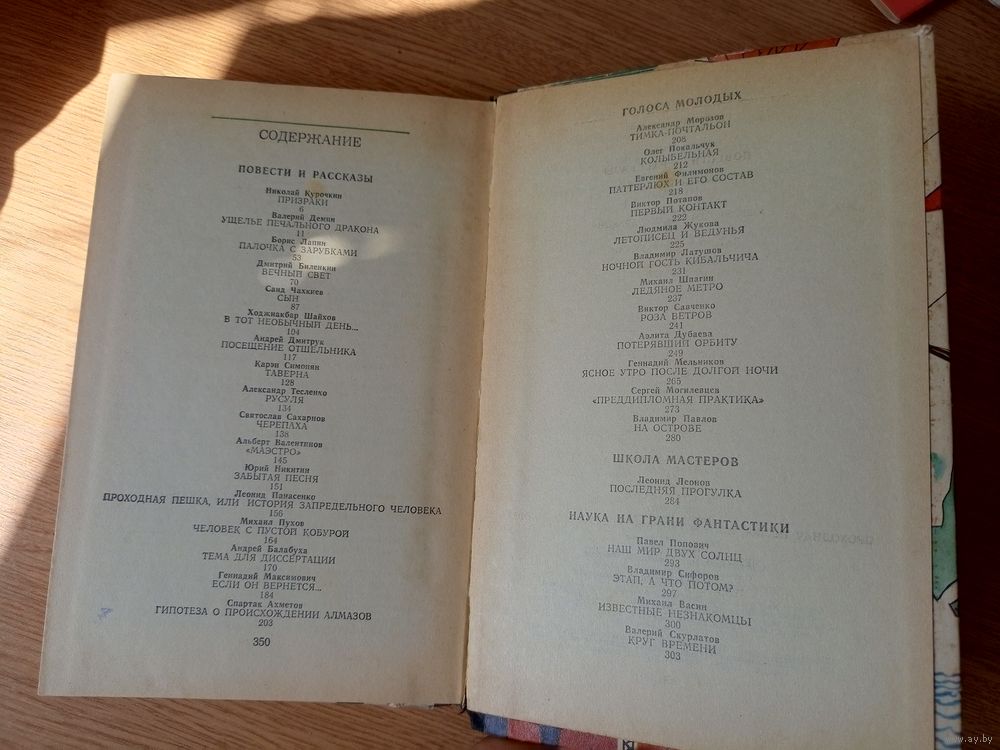 СОДЕРЖАНИЕ
ПОВЕСТИ И РАССКАЗЫ
Николай Курочкин
ПРИЗРАКИ
6
Валерий Демин
УЩЕЛЬЕ ПЕЧАЛЬНОГО ДРАКОНА
11
Борис Лапин
ПАЛОЧКА С ЗАРУБКАМИ
53
Дмитрий Биленкин
ВЕЧНЫЙ СВЕТ
70
Саид Чахкиев
СЫН
87
Ходжиакбар Шайхов
В ТОТ НЕОБЫЧНЫЙ ДЕНЬ...
104
Андрей Дмитрук
ПОСЕЩЕНИЕ ОТШЕЛЬНИКА
117
Карэн Симонян
ТАВЕРНА
128
Александр Тесленко
РУСУЛЯ
134
Святослав Сахарнов
ЧЕРЕПАХА
138
Альберт Валентинов
«МАЭСТРО»
145
Юрий Никитин
ЗАБЫТАЯ ПЕСНЯ
151
Леонид Панасенко
ПРОХОДНАЯ ПЕШКА, ИЛИ ИСТОРИЯ ЗАПРЕДЕЛЬНОГО ЧЕЛОВЕКА
156
Михаил Пухов
ЧЕЛОВЕК С ПУСТОЙ КОБУРОЙ
164
Андрей Балабуха
ТЕМА ДЛЯ ДИССЕРТАЦИИ
170
Геннадий Максимович
ЕСЛИ ОН ВЕРНЕТСЯ...
184
Спартак Ахметов
ГИПОТЕЗА О ПРОИСХОЖДЕНИИ АЛМАЗОВ
203
350
ГОЛОСА МОЛОДЫХ
Александр Морозов
ТИМКА-ПОЧТАЛЬОН
208
Олег Покальчук
КОЛЫБЕЛЬНАЯ
212
Евгений Филимонов
ПАТТЕРЛЮХ И ЕГО СОСТАВ
218
Виктор Потапов
ПЕРВЫЙ КОНТАКТ
222
Людмила Жукова
ЛЕТОПИСЕЦ И ВЕДУНЬЯ
225
Владимир Латушов
НОЧНОЙ ГОСТЬ КИБАЛЬЧИЧА
231
Михаил Шпагин
ЛЕДЯНОЕ МЕТРО
237
Виктор Савченко
РОЗА ВЕТРОВ
241
Аэлита Дубаева
ПОТЕРЯВШИЙ ОРБИТУ
249
Геннадий Мельников
ЯСНОЕ УТРО ПОСЛЕ ДОЛГОЙ НОЧИ
265
Сергей Могилевцев
«ПРЕДДИПЛОМНАЯ ПРАКТИКА»
273
Владимир Павлов
НА ОСТРОВЕ
280
ШКОЛА МАСТЕРОВ
Леонид Леонов
ПОСЛЕДНЯЯ ПРОГУЛКА
284
НАУКА НА ГРАНИ ФАНТАСТИКИ
Павел Попович
НАШ МИР ДВУХ СОЛНЦ
293
Владимир Сифоров
ЭТАП, А ЧТО ПОТОМ?
297
Михаил Васин
ИЗВЕСТНЫЕ НЕЗНАКОМЦЫ
300
Валерий Скурлатов
КРУГ ВРЕМЕНИ
303
www.ay.by